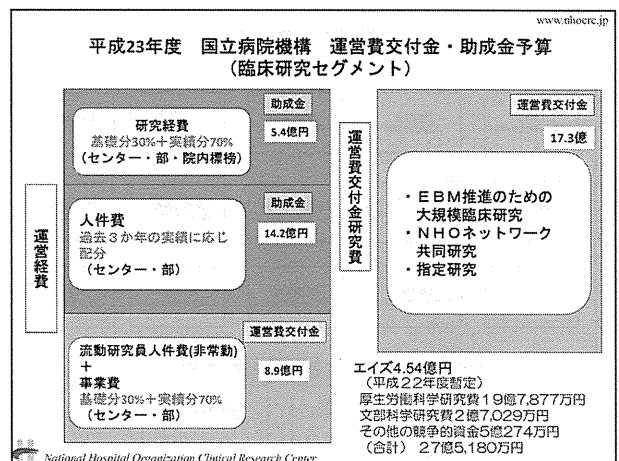 www.nhocrc.jp
平成23年度 国立病院機構 運営費交付金・助成金予算
(臨床研究セグメント)
運営経費
助成金
5.4億円
研究経費
基礎分30%+実績分70%
(センター・部・院内標榜)
助成金
14.2億円
人件費
過去3か年の実績に応じ
配分
(センター・部)
運営費交付金
8.9億円
流動研究員人件費(非常勤)
+
事業費
基礎分30%+実績分70%
(センター・部)
運営費交付金研究費
運営費交付金
17.3億
・EBM推進のための
大規模臨床研究
・NHOネットワーク
共同研究
・指定研究
エイズ4.54億円
(平成22年度暫定)
厚生労働科学研究費19億7,877万円
文部科学研究費2億7,029万円
その他の競争的資金5億274万円
(合計) 27億5,180万円
National Hospital Organization Clinical Research Center